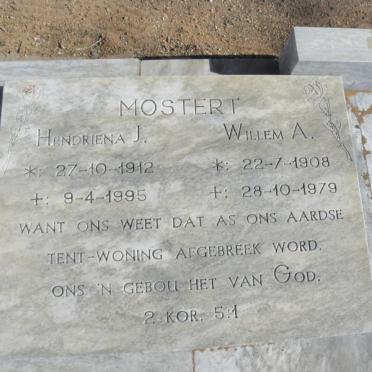 MOSTERT
HENDRIENA J. WILLEM A.
*: 27-10-1912 *: 22-7-1908
+: 9-4-1995 +: 28-10-1979
WANT ONS WEET DAT AS ONS AARDSE
TENT-WONING AFGEBREEK WORD.
ONS 'N GEBOU HET VAN GOD.
2 KOR. 5:1